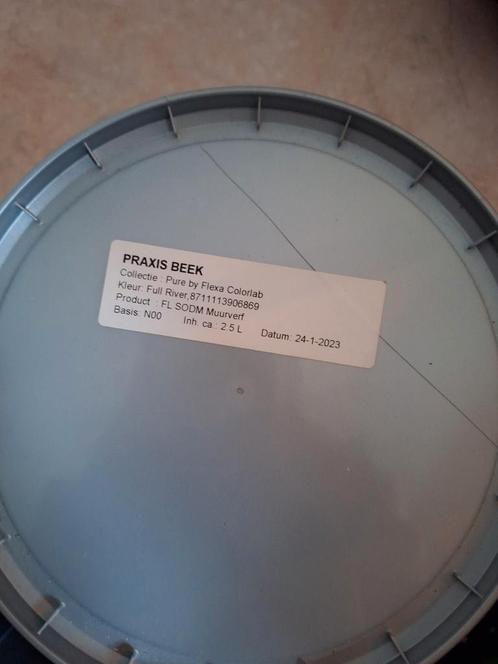 PRAXIS BEEK
Collectie : Pure by Flexa Colorlab
Kleur: Full River,8711113906869
Product : FL SODM Muurverf
Basis: N00 Inh. ca.: 2.5 L Datum: 24-1-2023